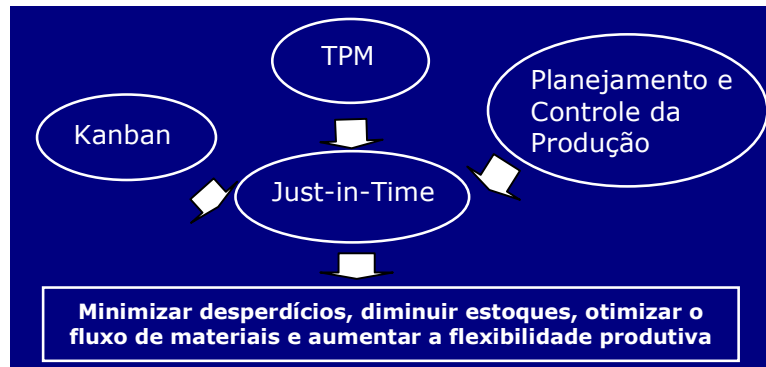 TPM
Planejamento e
Controle da
Produção
Kanban
Just-in-Time
Minimizar desperdícios, diminuir estoques, otimizar o
fluxo de materiais e aumentar a flexibilidade produtiva